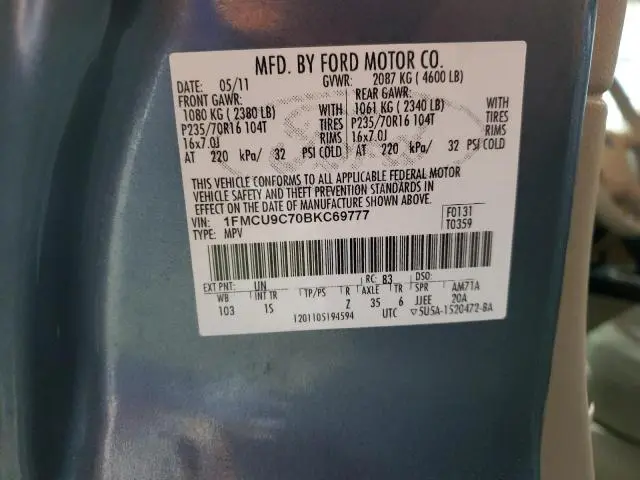 MFD. BY FORD MOTOR CO.
DATE: 05/11 GVWR: 2087 KG ( 4600 LB)
FRONT GAWR: REAR GAWR:
1080 KG ( 2380 LB) WITH 1061 KG ( 2340 LB) WITH
P235/70R16 104T TIRES P235/70R16 104T TIRES
16x7.0J RIMS 16x7.0J RIMS
AT 220 kPa/ 32 PSI COLD AT 220 kPa/ 32 PSI COLD
THIS VEHICLE CONFORMS TO ALL APPLICABLE FEDERAL MOTOR
VEHICLE SAFETY AND THEFT PREVENTION STANDARDS IN
EFFECT ON THE DATE OF MANUFACTURE SHOWN ABOVE.
VIN: 1FMCU9C70BKC69777 F0131
TYPE: MPV T0359
EXT PNT: UN RC: 83 DSO:
WB INT TR TP/PS R AXLE TR SPR AM71A
103 1S Z 35 6 JJEE 20A
1201105194594 UTC ▽5U5A-1520472-BA